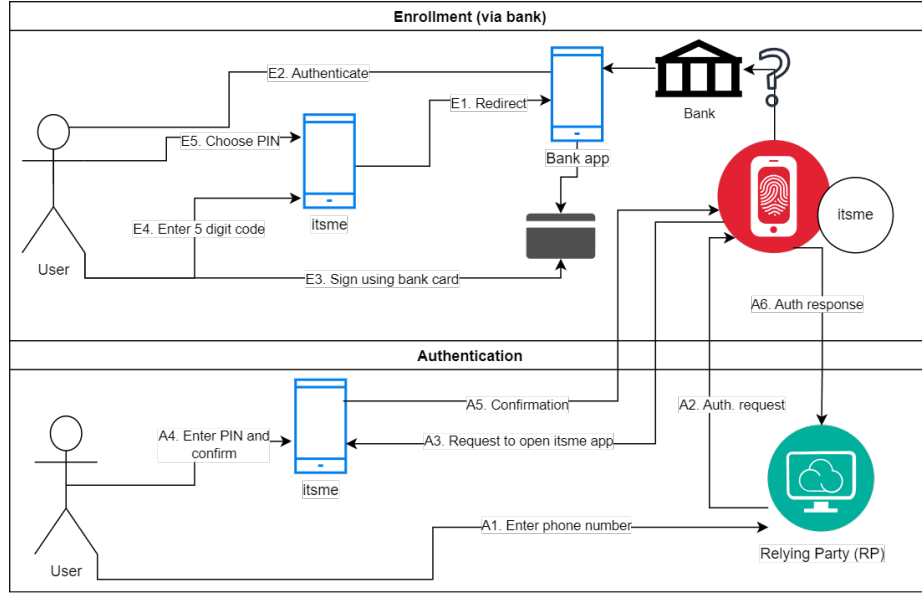 Enrollment (via bank)
E2. Authenticate
E1. Redirect
Bank
E5. Choose PIN
Bank app
itsme
itsme
E4. Enter 5 digit code
User
E3. Sign using bank card
A6. Auth response
Authentication
A5. Confirmation
A2. Auth. request
A4. Enter PIN and
confirm
A3. Request to open itsme app
itsme
A1. Enter phone number
User
Relying Party (RP)